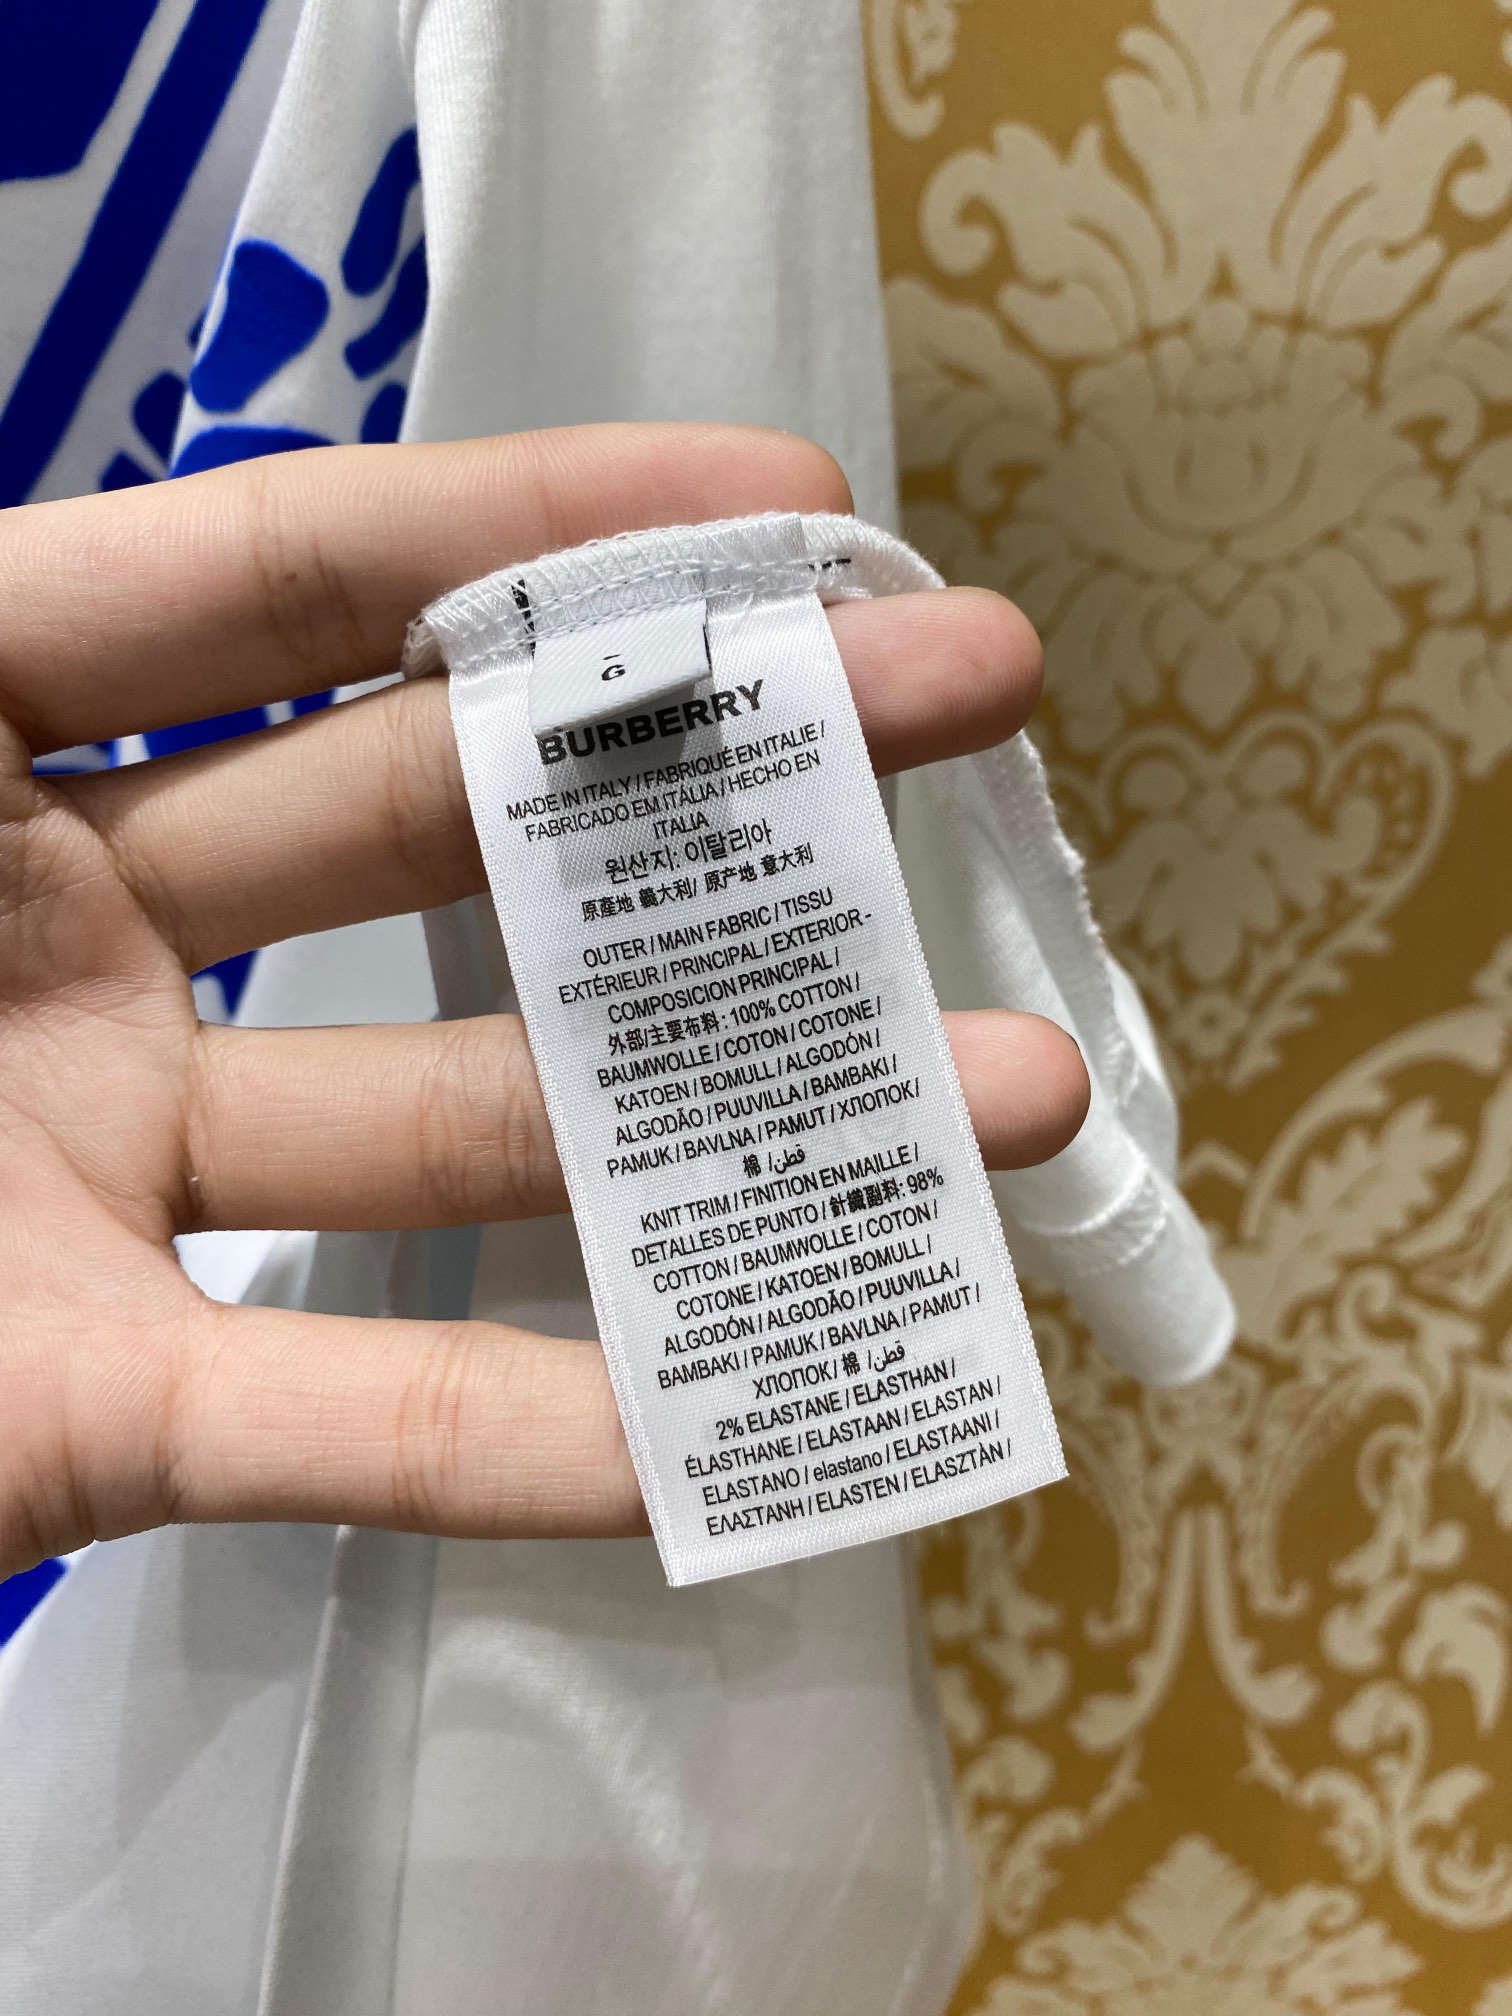 G
BURBERRY
MADE IN ITALY / FABRIQUÉ EN ITALIE /
FABRICADO EM ITÁLIA / HECHO EN
ITALIA
원산지: 이탈리아
原產地 義大利/ 原产地 意大利
OUTER / MAIN FABRIC / TISSU
EXTÉRIEUR / PRINCIPAL / EXTERIOR -
COMPOSICION PRINCIPAL /
外部/主要布料: 100% COTTON /
BAUMWOLLE / COTON / COTONE /
KATOEN / BOMULL / ALGODÓN /
ALGODÃO / PUUVILLA / BAMBAKI /
PAMUK / BAVLNA / PAMUT / ХЛОПОК /
棉 / قطن/
KNIT TRIM / FINITION EN MAILLE /
DETALLES DE PUNTO / 針織副料: 98%
COTTON / BAUMWOLLE / COTON /
COTONE / KATOEN / BOMULL /
ALGODÓN / ALGODÃO / PUUVILLA /
BAMBAKI / PAMUK / BAVLNA / PAMUT /
ХЛОПОК / 棉 / قطن/
2% ELASTANE / ELASTHAN /
ÉLASTHANE / ELASTAAN / ELASTAN /
ELASTANO / elastano / ELASTAANI /
ΕΛΑΣΤΑΝΗ / ELASTEN / ELASZTÀN /